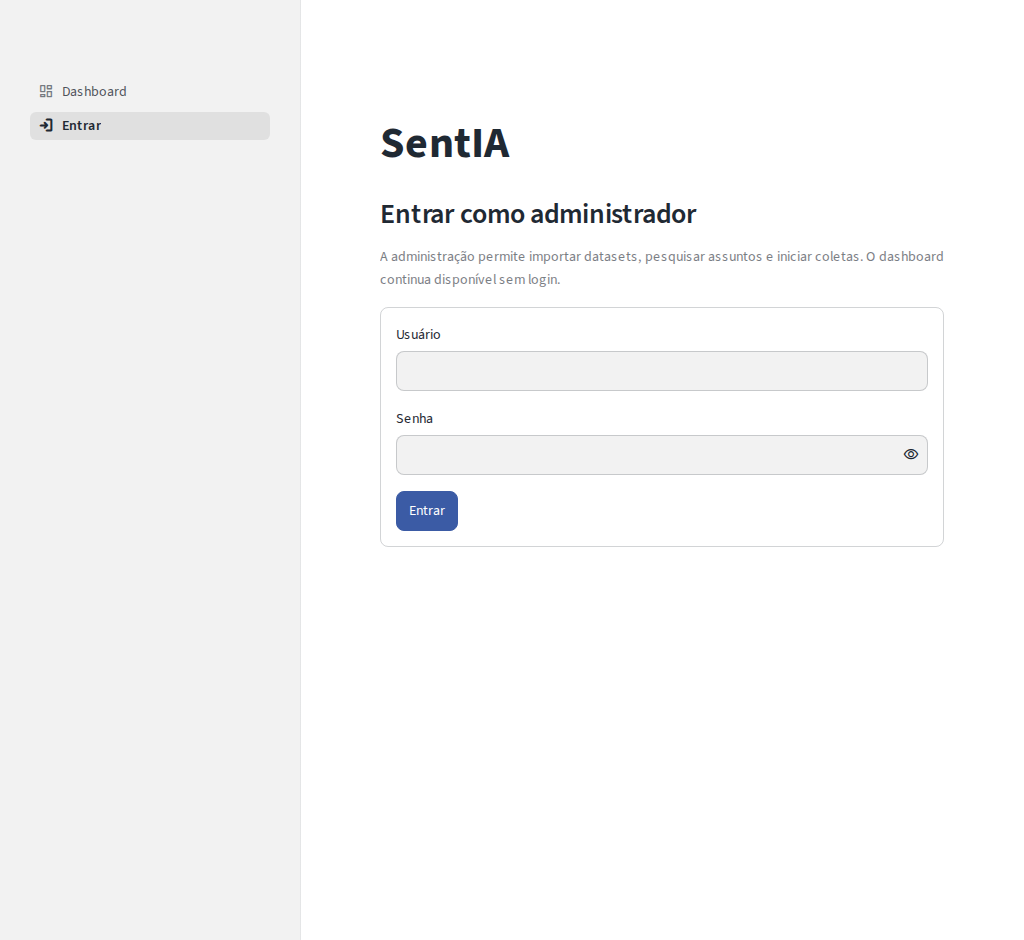 Dashboard
Entrar
SentIA
Entrar como administrador
A administração permite importar datasets, pesquisar assuntos e iniciar coletas. O dashboard
continua disponível sem login.
Usuário
Senha
Entrar